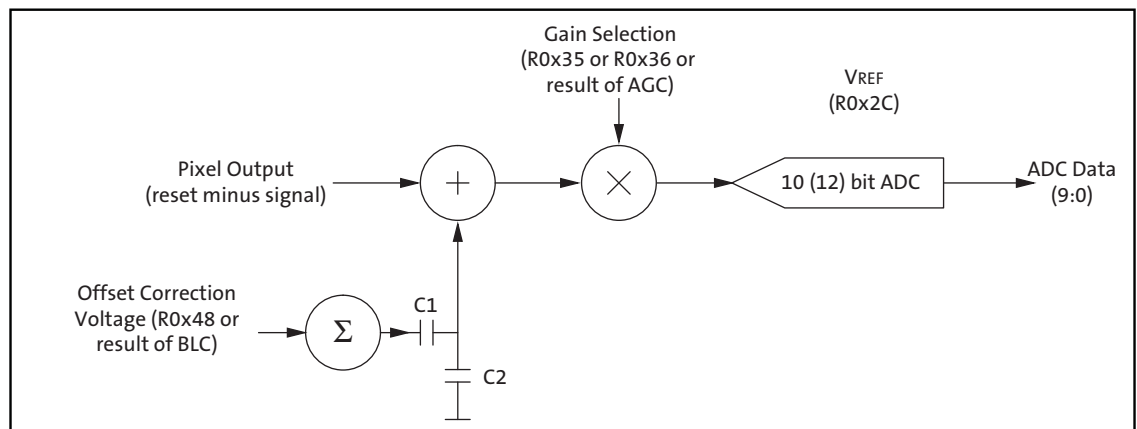 Gain Selection
(R0x35 or R0x36 or
result of AGC)
VREF
(R0x2C)
Pixel Output
(reset minus signal)
+
×
10 (12) bit ADC
ADC Data
(9:0)
Offset Correction
Voltage (R0x48 or
result of BLC)
Σ
C1
C2